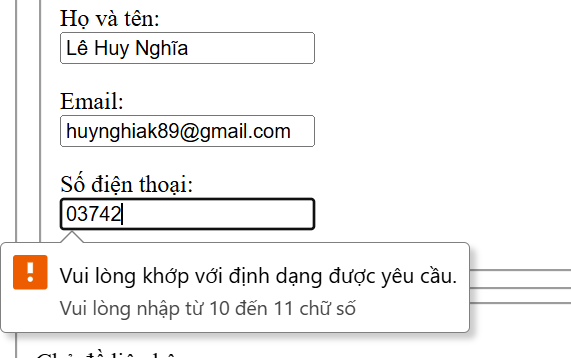 Họ và tên:
Lê Huy Nghĩa
Email:
huynghiak89@gmail.com
Số điện thoại:
03742
Vui lòng khớp với định dạng được yêu cầu.
Vui lòng nhập từ 10 đến 11 chữ số